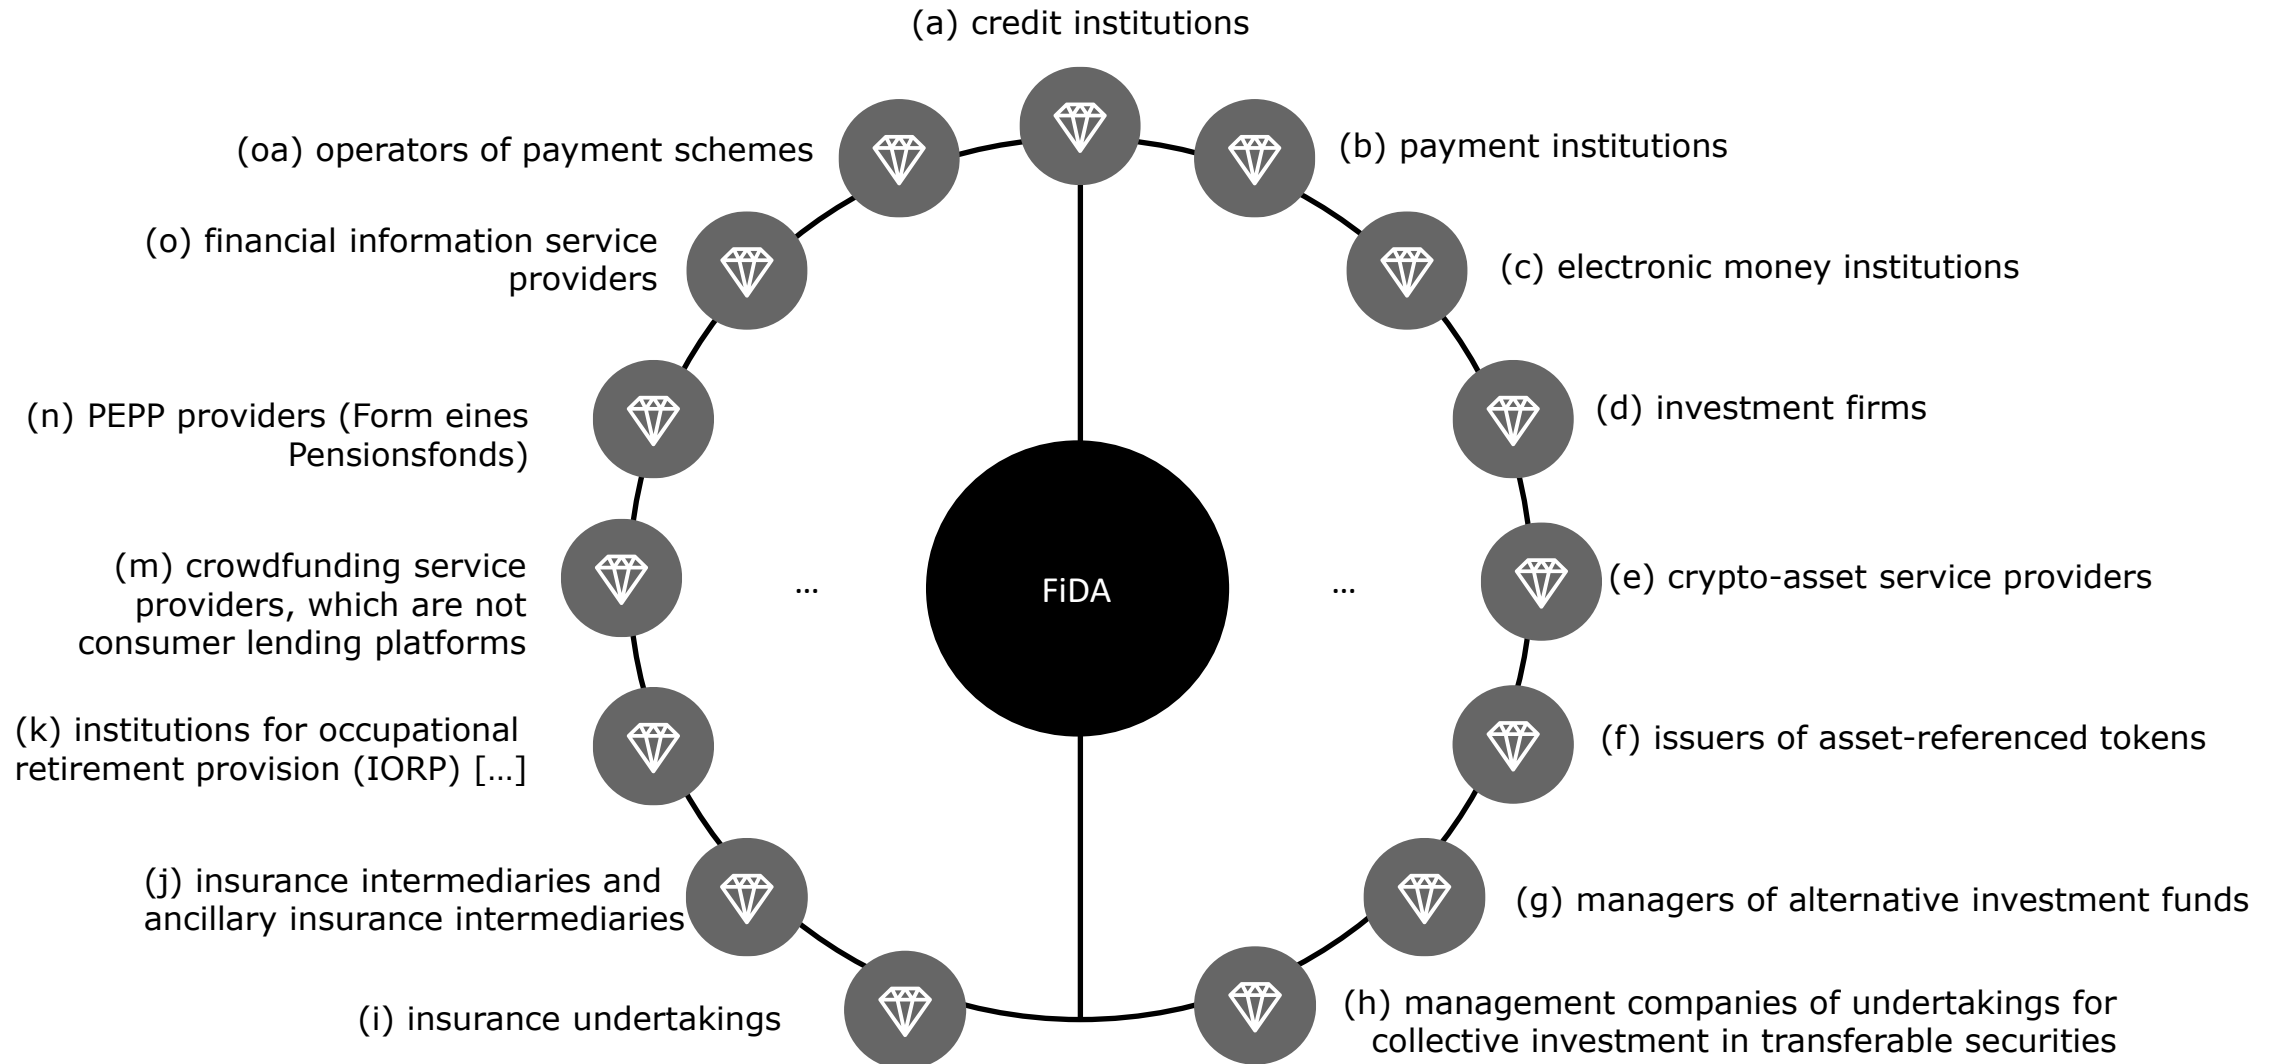 (a) credit institutions
(b) payment institutions
(c) electronic money institutions
(d) investment firms
(e) crypto-asset service providers
(f) issuers of asset-referenced tokens
(g) managers of alternative investment funds
(h) management companies of undertakings for
collective investment in transferable securities
(i) insurance undertakings
(j) insurance intermediaries and
ancillary insurance intermediaries
(k) institutions for occupational
retirement provision (IORP) […]
(m) crowdfunding service
providers, which are not
consumer lending platforms
(n) PEPP providers (Form eines
Pensionsfonds)
(o) financial information service
providers
(oa) operators of payment schemes
…
FiDA
…